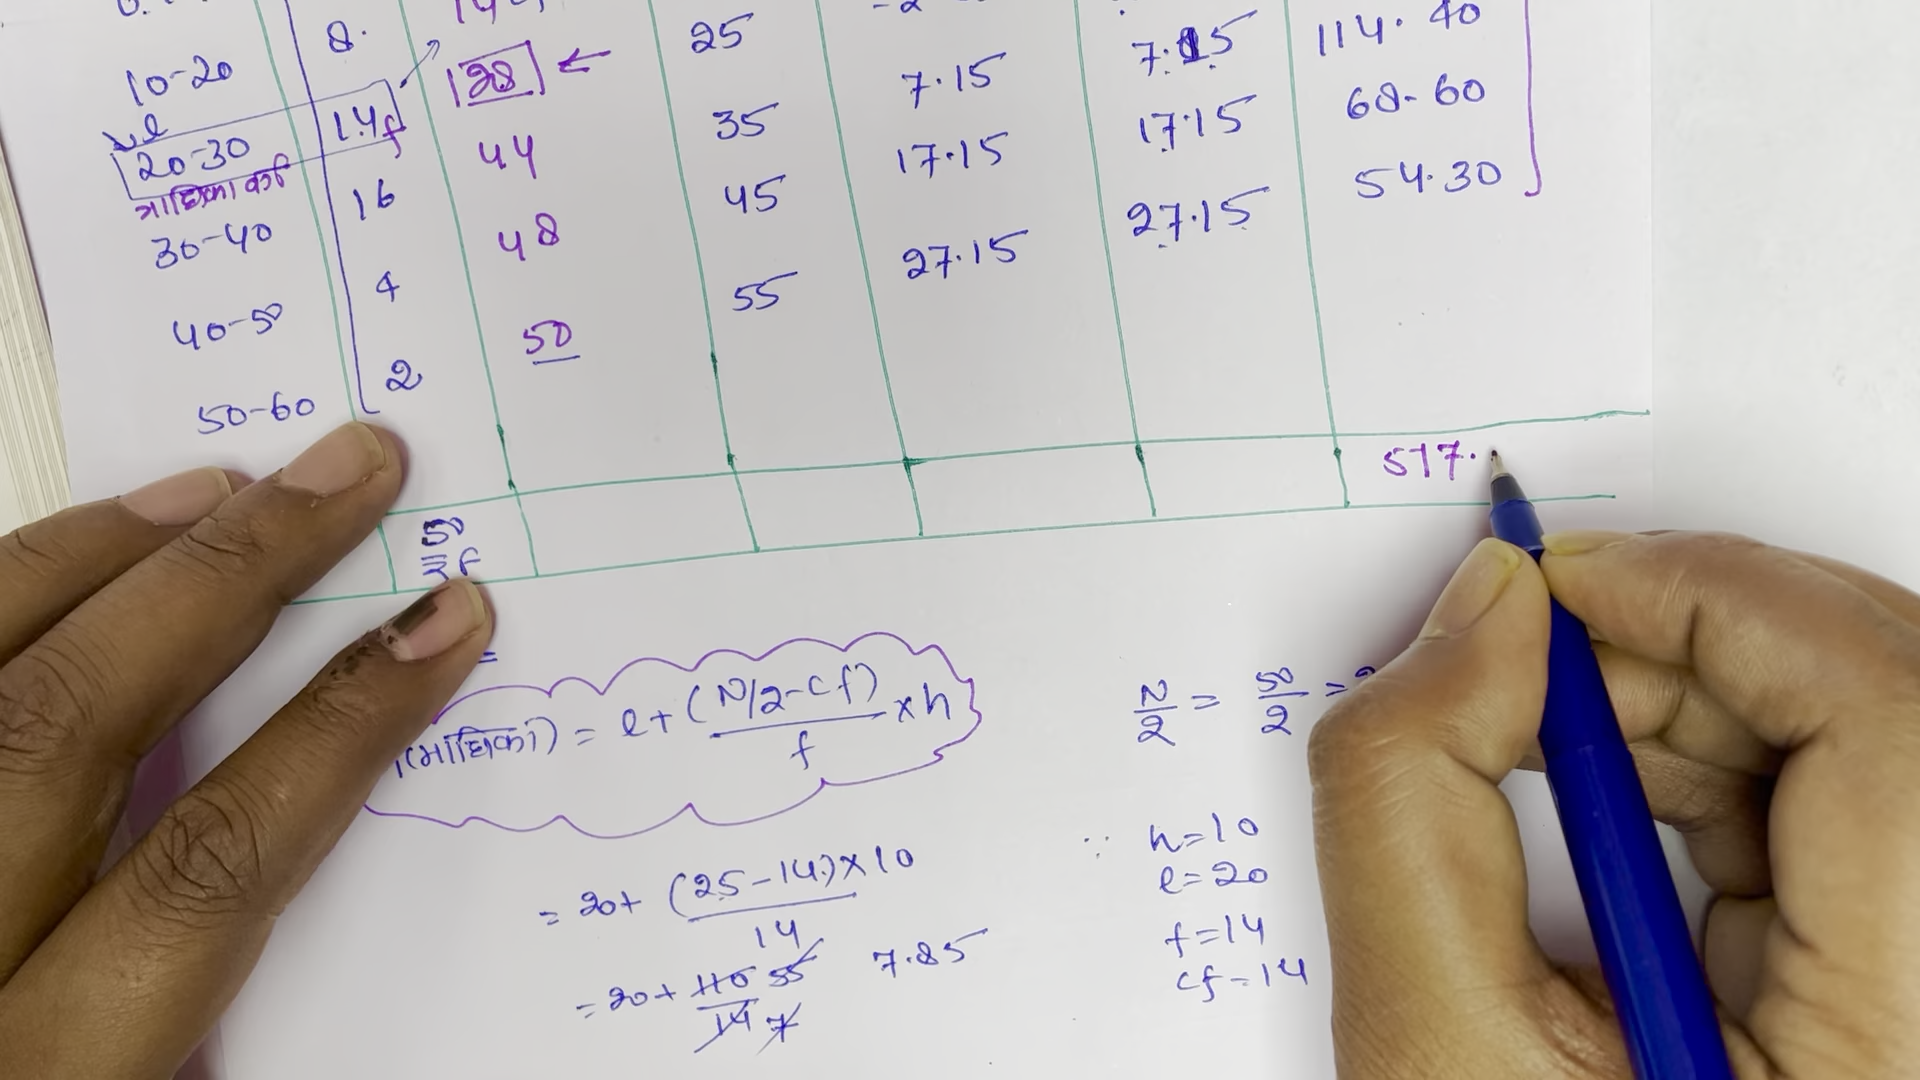 10-20 8. 25 7.15 7.15 114.40
20-30 14 f 28 ← 35 17.15 17.15 68.60
माधिका वर्ग
30-40 16 44 45 27.15 27.15 54.30
40-50 4 48 55
50-60 2 50
517.
50
Σf
=
(माधिका) = l + (N/2 - cf) / f × h
N/2 = 50/2 =
= 20 + (25 - 14) × 10 / 14
= 20 + 110 55 / 14 7 7.85
∵ h=10
l=20
f=14
cf=14